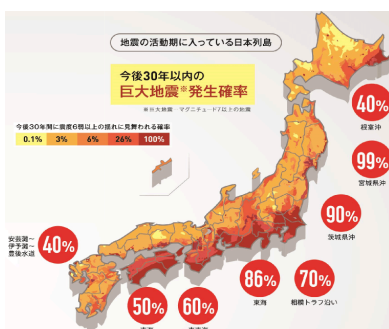 地震の活動期に入っている日本列島
今後30年以内の
巨大地震※発生確率
※巨大地震 マグニチュード7以上の地震
今後30年間に震度6弱以上の揺れに見舞われる確率
0.1% 3% 6% 26% 100%
40%
根室沖
99%
宮城県沖
90%
茨城県沖
安芸灘〜
伊予灘〜
豊後水道
40%
86%
東海
70%
相模トラフ沿い
50%
60%